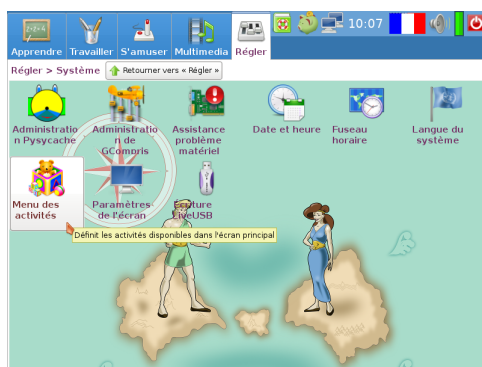 10:07
Apprendre Travailler S'amuser Multimedia Régler
Régler > Système Retourner vers « Régler »
Administratio
n Pysycache
Administratio
n de
GCompris
Assistance
problème
matériel
Date et heure
Fuseau
horaire
Langue du
système
Menu des
activités
Paramètres
de l'écran
Ecriture
LiveUSB
Définit les activités disponibles dans l'écran principal